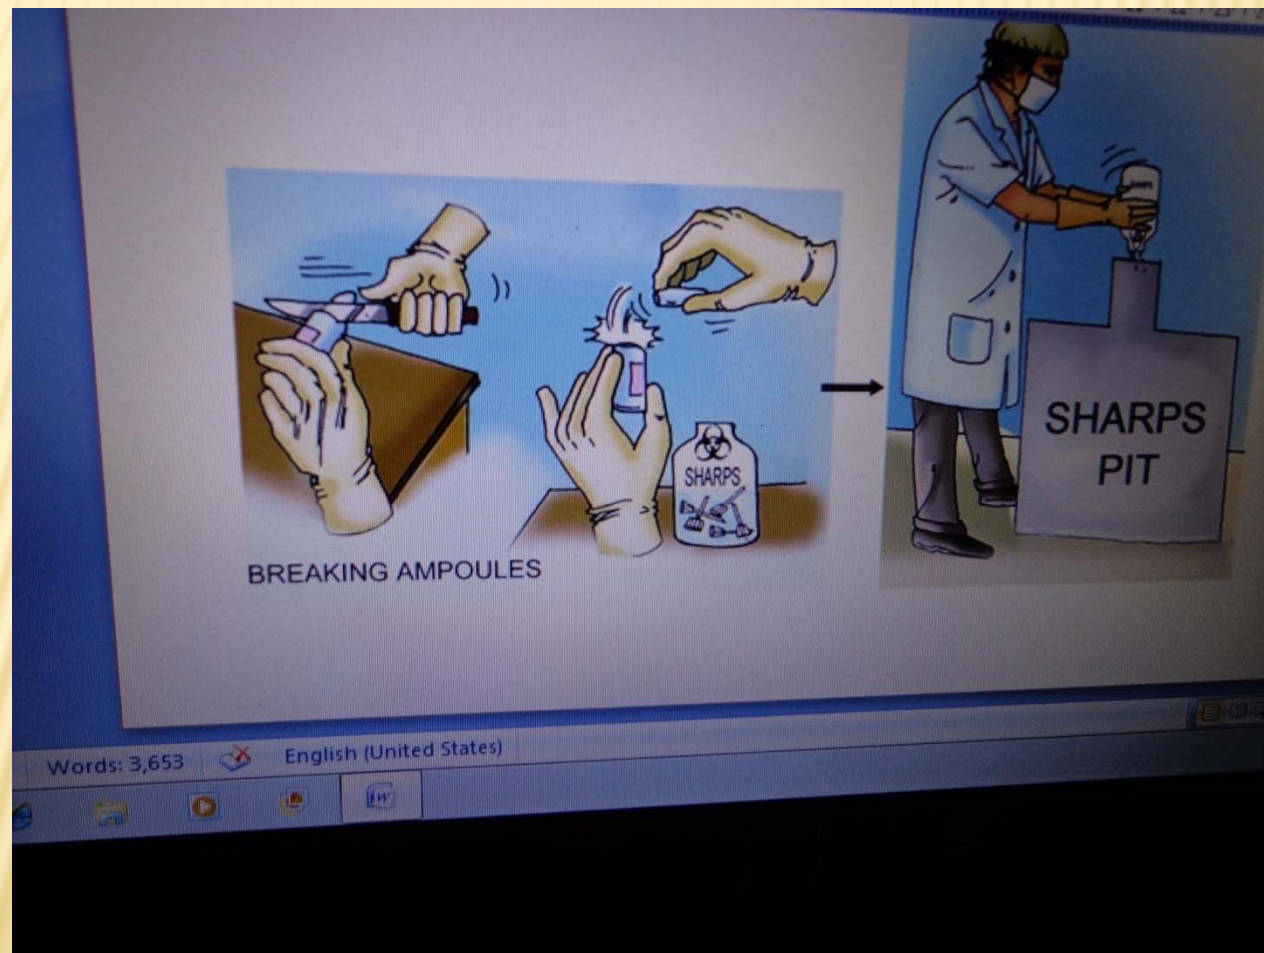 SHARPS
BREAKING AMPOULES
SHARPS
PIT
Words: 3,653
English (United States)